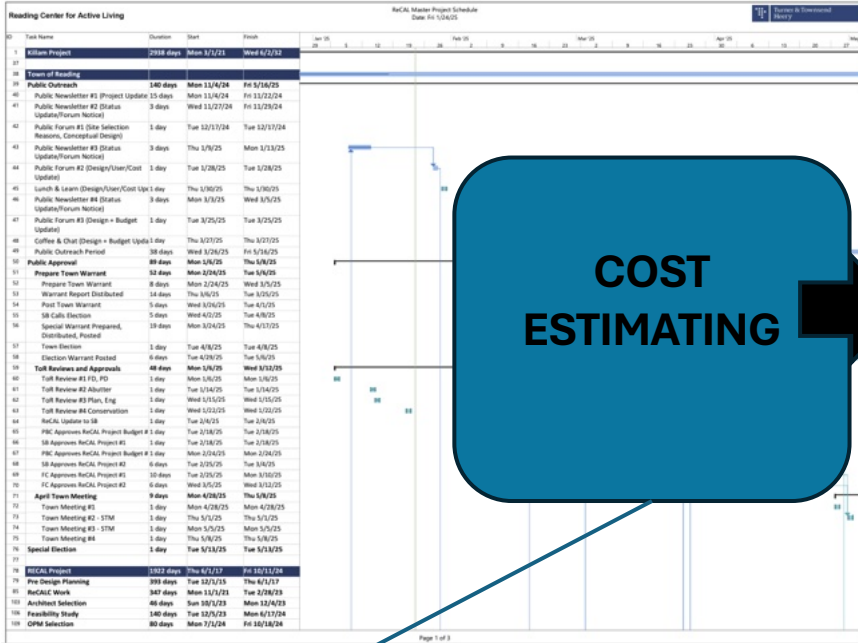 Reading Center for Active Living
ReCAL Master Project Schedule
Date: Fri 1/24/25
Turner & Townsend
Heery
ID Task Name Duration Start Finish
Jan '25 Feb '25 Mar '25 Apr '25
29 5 12 19 26 2 9 16 23 2 9 16 23 30 6 13 20 27
1 Killam Project 2938 days Mon 3/1/21 Wed 6/2/32
37
38 Town of Reading
39 Public Outreach 140 days Mon 11/4/24 Fri 5/16/25
40 Public Newsletter #1 (Project Update 15 days Mon 11/4/24 Fri 11/22/24
41 Public Newsletter #2 (Status 3 days Wed 11/27/24 Fri 11/29/24
Update/Forum Notice)
42 Public Forum #1 (Site Selection 1 day Tue 12/17/24 Tue 12/17/24
Reasons, Conceptual Design)
43 Public Newsletter #3 (Status 3 days Thu 1/9/25 Mon 1/13/25
Update/Forum Notice)
44 Public Forum #2 (Design/User/Cost 1 day Tue 1/28/25 Tue 1/28/25
Update)
45 Lunch & Learn (Design/User/Cost Upd 1 day Thu 1/30/25 Thu 1/30/25
46 Public Newsletter #4 (Status 3 days Mon 3/3/25 Wed 3/5/25
Update/Forum Notice)
47 Public Forum #3 (Design + Budget 1 day Tue 3/25/25 Tue 3/25/25
Update)
48 Coffee & Chat (Design + Budget Upda 1 day Thu 3/27/25 Thu 3/27/25
49 Public Outreach Period 38 days Wed 3/26/25 Fri 5/16/25
50 Public Approval 89 days Mon 1/6/25 Thu 5/8/25
51 Prepare Town Warrant 52 days Mon 2/24/25 Tue 5/6/25
52 Prepare Town Warrant 8 days Mon 2/24/25 Wed 3/5/25
53 Warrant Report Distibuted 14 days Thu 3/6/25 Tue 3/25/25
54 Post Town Warrant 5 days Wed 3/26/25 Tue 4/1/25
55 SB Calls Election 5 days Wed 4/2/25 Tue 4/8/25
56 Special Warrant Prepared, 19 days Mon 3/24/25 Thu 4/17/25
Distributed, Posted
57 Town Election 1 day Tue 4/8/25 Tue 4/8/25
58 Election Warrant Posted 6 days Tue 4/29/25 Tue 5/6/25
59 ToR Reviews and Approvals 48 days Mon 1/6/25 Wed 3/12/25
60 ToR Review #1 FD, PD 1 day Mon 1/6/25 Mon 1/6/25
61 ToR Review #2 Abutter 1 day Tue 1/14/25 Tue 1/14/25
62 ToR Review #3 Plan, Eng 1 day Wed 1/15/25 Wed 1/15/25
63 ToR Review #4 Conservation 1 day Wed 1/22/25 Wed 1/22/25
64 ReCAL Update to SB 1 day Tue 2/4/25 Tue 2/4/25
65 PBC Approves ReCAL Project Budget # 1 day Tue 2/18/25 Tue 2/18/25
66 SB Approves ReCAL Project #1 1 day Tue 2/18/25 Tue 2/18/25
67 PBC Approves ReCAL Project Budget # 1 day Mon 2/24/25 Mon 2/24/25
68 SB Approves ReCAL Project #2 6 days Tue 2/25/25 Tue 3/4/25
69 FC Approves ReCAL Project #1 10 days Tue 2/25/25 Mon 3/10/25
70 FC Approves ReCAL Project #2 6 days Wed 3/5/25 Wed 3/12/25
71 April Town Meeting 9 days Mon 4/28/25 Thu 5/8/25
72 Town Meeting #1 1 day Mon 4/28/25 Mon 4/28/25
73 Town Meeting #2 - STM 1 day Thu 5/1/25 Thu 5/1/25
74 Town Meeting #3 - STM 1 day Mon 5/5/25 Mon 5/5/25
75 Town Meeting #4 1 day Thu 5/8/25 Thu 5/8/25
76 Special Election 1 day Tue 5/13/25 Tue 5/13/25
77
78 RECAL Project 1922 days Thu 6/1/17 Fri 10/11/24
79 Pre Design Planning 393 days Tue 12/1/15 Thu 6/1/17
85 ReCALC Work 347 days Mon 11/1/21 Tue 2/28/23
103 Architect Selection 46 days Sun 10/1/23 Mon 12/4/23
106 Feasibility Study 140 days Tue 12/5/23 Mon 6/17/24
109 OPM Selection 80 days Mon 7/1/24 Fri 10/18/24
COST
ESTIMATING
Page 1 of 3